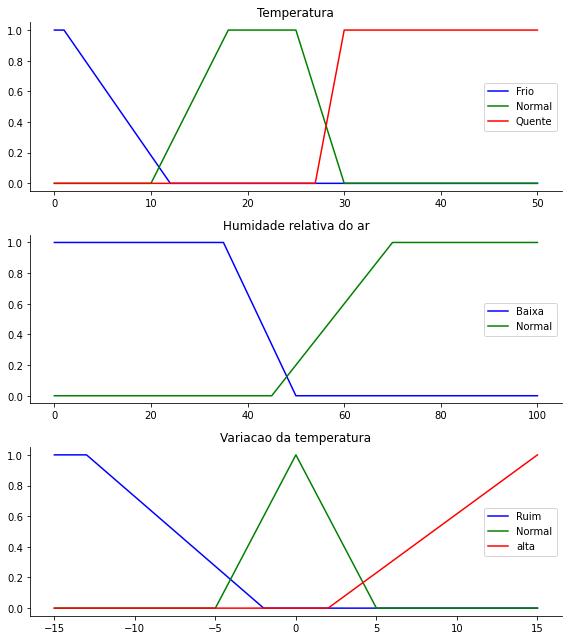 Temperatura
1.0
0.8
0.6
0.4
0.2
0.0
Frio
Normal
Quente
0 10 20 30 40 50
Humidade relativa do ar
1.0
0.8
0.6
0.4
0.2
0.0
Baixa
Normal
0 20 40 60 80 100
Variacao da temperatura
1.0
0.8
0.6
0.4
0.2
0.0
Ruim
Normal
alta
−15 −10 −5 0 5 10 15